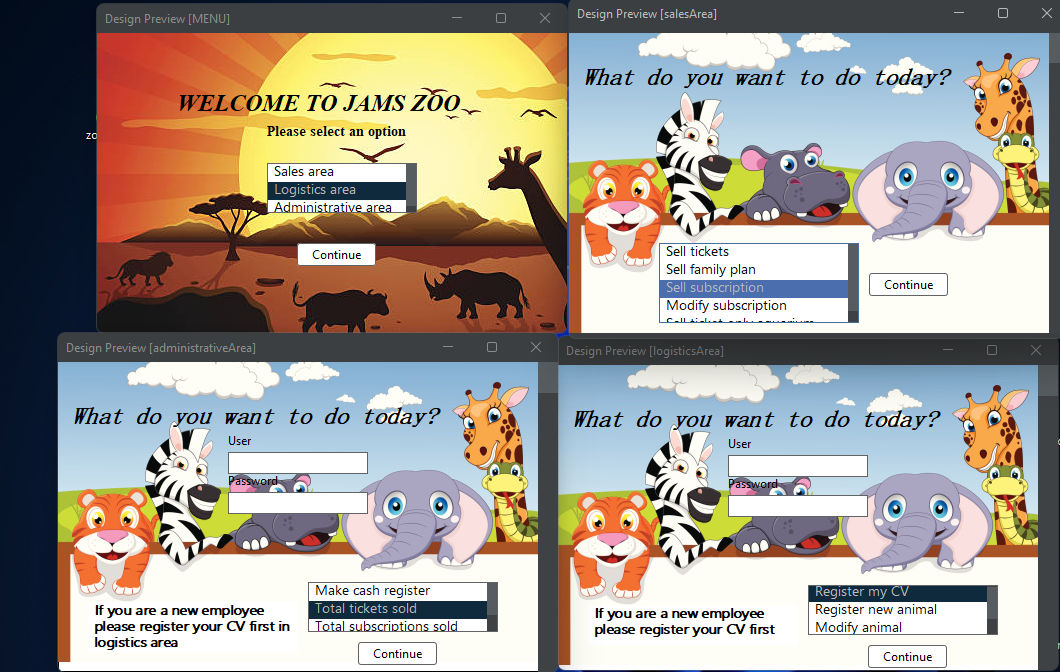 Design Preview [MENU]
WELCOME TO JAMS ZOO
Please select an option
Sales area
Logistics area
Administrative area
Continue
zo
Design Preview [salesArea]
What do you want to do today?
Sell tickets
Sell family plan
Sell subscription
Modify subscription
Sell ticket only aquarium
Continue
Design Preview [administrativeArea]
What do you want to do today?
User
Password
Make cash register
Total tickets sold
Total subscriptions sold
If you are a new employee
please register your CV first in
logistics area
Continue
Design Preview [logisticsArea]
What do you want to do today?
User
Password
Register my CV
Register new animal
Modify animal
If you are a new employee
please register your CV first
Continue